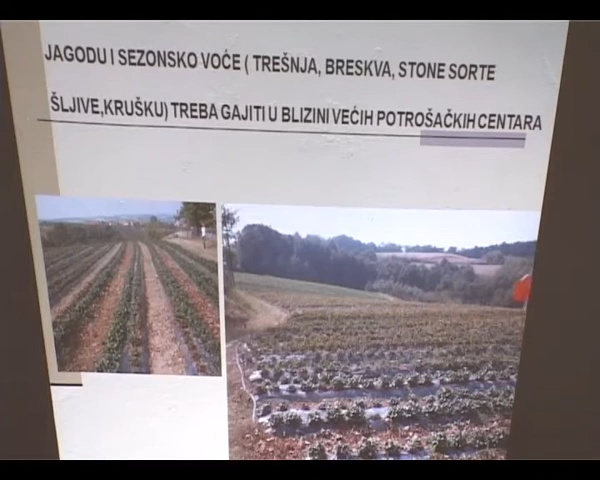 JAGODU I SEZONSKO VOĆE ( TREŠNJA, BRESKVA, STONE SORTE
ŠLJIVE,KRUŠKU) TREBA GAJITI U BLIZINI VEĆIH POTROŠAČKIH CENTARA